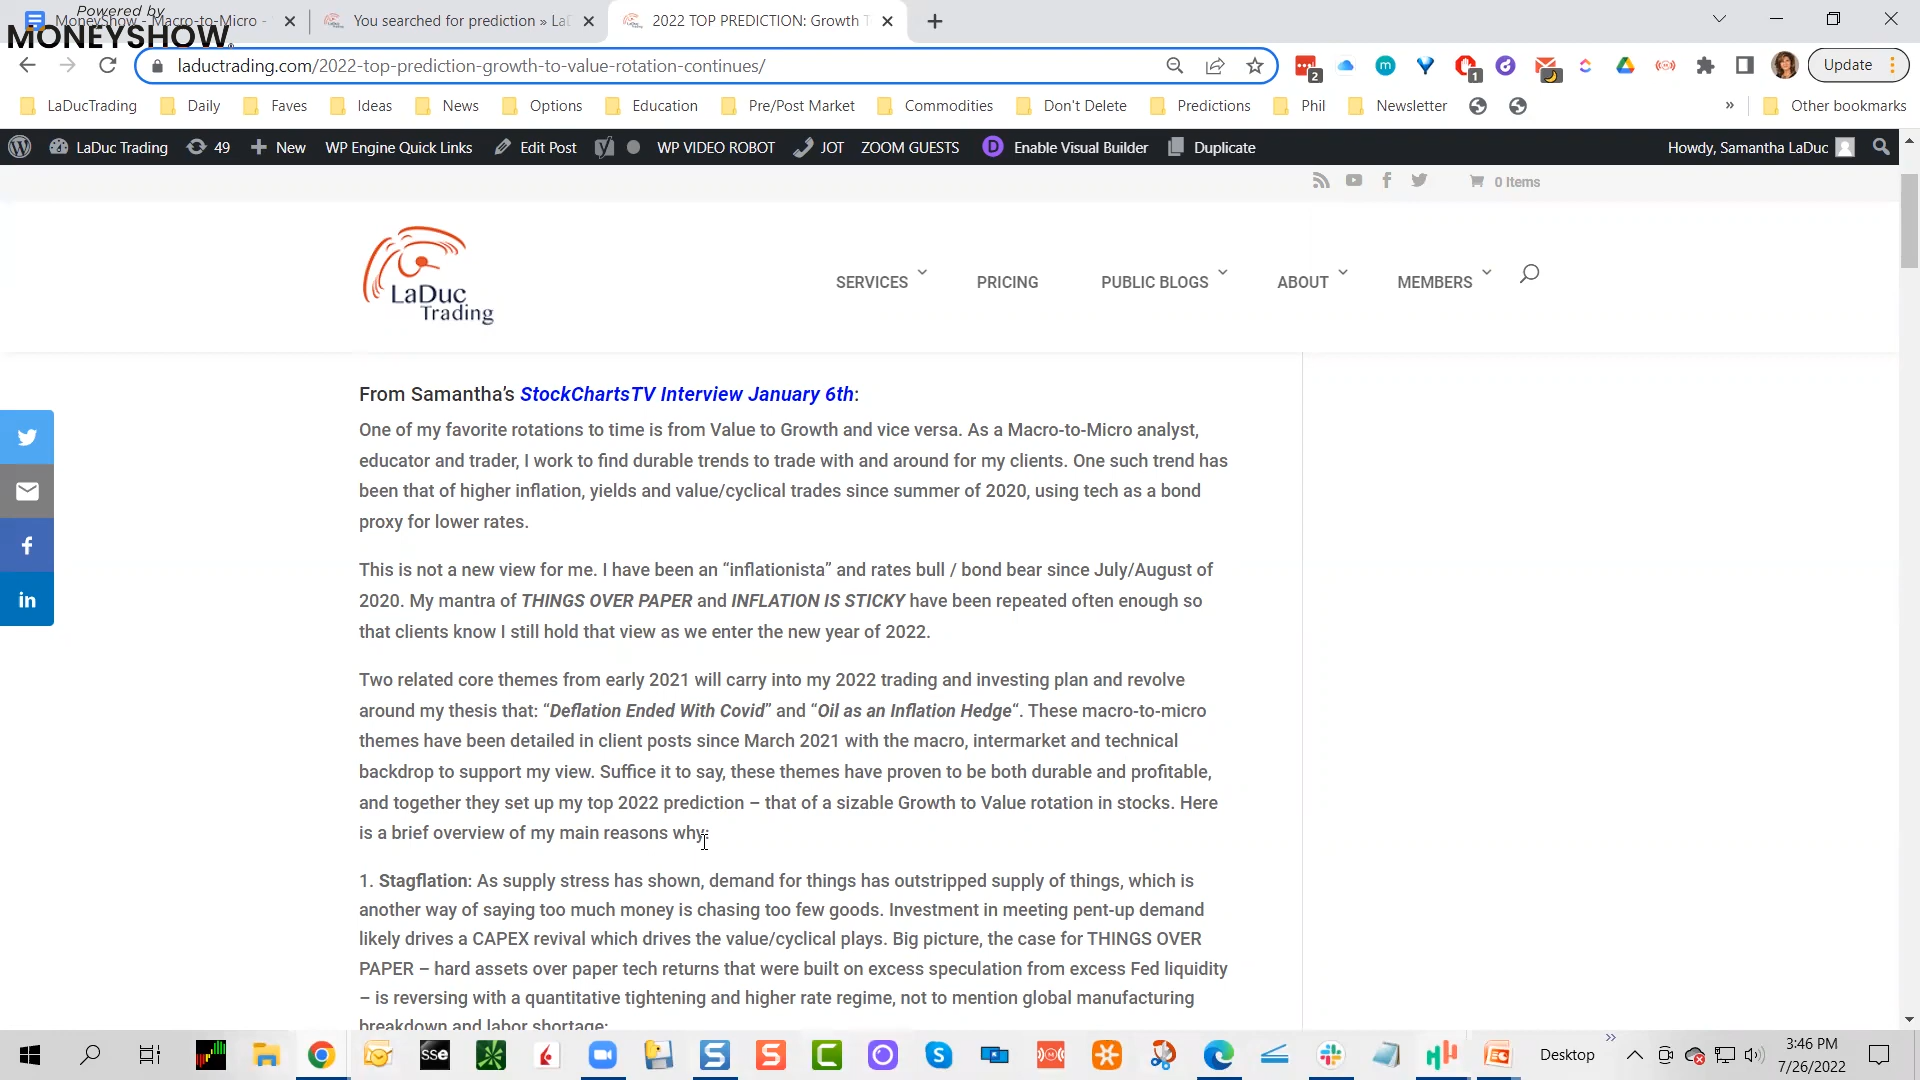 Powered by
MONEYSHOW
MoneyShow - Macro-to-Micro -
You searched for prediction » La
2022 TOP PREDICTION: Growth T
laductrading.com/2022-top-prediction-growth-to-value-rotation-continues/
2
1
Update
LaDucTrading
Daily
Faves
Ideas
News
Options
Education
Pre/Post Market
Commodities
Don't Delete
Predictions
Phil
Newsletter
»
Other bookmarks
LaDuc Trading
49
New
WP Engine Quick Links
Edit Post
WP VIDEO ROBOT
JOT
ZOOM GUESTS
Enable Visual Builder
Duplicate
Howdy, Samantha LaDuc
0 Items
LaDuc
Trading
SERVICES
PRICING
PUBLIC BLOGS
ABOUT
MEMBERS
From Samantha’s StockChartsTV Interview January 6th:
One of my favorite rotations to time is from Value to Growth and vice versa. As a Macro-to-Micro analyst,
educator and trader, I work to find durable trends to trade with and around for my clients. One such trend has
been that of higher inflation, yields and value/cyclical trades since summer of 2020, using tech as a bond
proxy for lower rates.
This is not a new view for me. I have been an “inflationista” and rates bull / bond bear since July/August of
2020. My mantra of THINGS OVER PAPER and INFLATION IS STICKY have been repeated often enough so
that clients know I still hold that view as we enter the new year of 2022.
Two related core themes from early 2021 will carry into my 2022 trading and investing plan and revolve
around my thesis that: “Deflation Ended With Covid” and “Oil as an Inflation Hedge“. These macro-to-micro
themes have been detailed in client posts since March 2021 with the macro, intermarket and technical
backdrop to support my view. Suffice it to say, these themes have proven to be both durable and profitable,
and together they set up my top 2022 prediction – that of a sizable Growth to Value rotation in stocks. Here
is a brief overview of my main reasons why:
1. Stagflation: As supply stress has shown, demand for things has outstripped supply of things, which is
another way of saying too much money is chasing too few goods. Investment in meeting pent-up demand
likely drives a CAPEX revival which drives the value/cyclical plays. Big picture, the case for THINGS OVER
PAPER – hard assets over paper tech returns that were built on excess speculation from excess Fed liquidity
– is reversing with a quantitative tightening and higher rate regime, not to mention global manufacturing
breakdown and labor shortage:
in
sse
Desktop
3:46 PM
7/26/2022